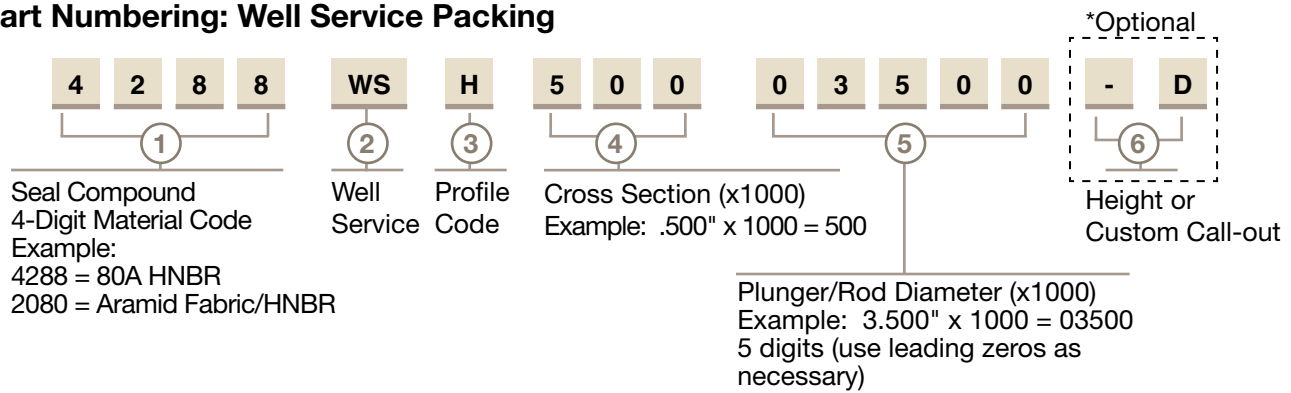 art Numbering: Well Service Packing
*Optional
4 2 8 8 WS H 5 0 0 0 3 5 0 0 - D
1 2 3 4 5 6
Seal Compound
4-Digit Material Code
Example:
4288 = 80A HNBR
2080 = Aramid Fabric/HNBR
Well
Service
Profile
Code
Cross Section (x1000)
Example: .500" x 1000 = 500
Plunger/Rod Diameter (x1000)
Example: 3.500" x 1000 = 03500
5 digits (use leading zeros as
necessary)
Height or
Custom Call-out